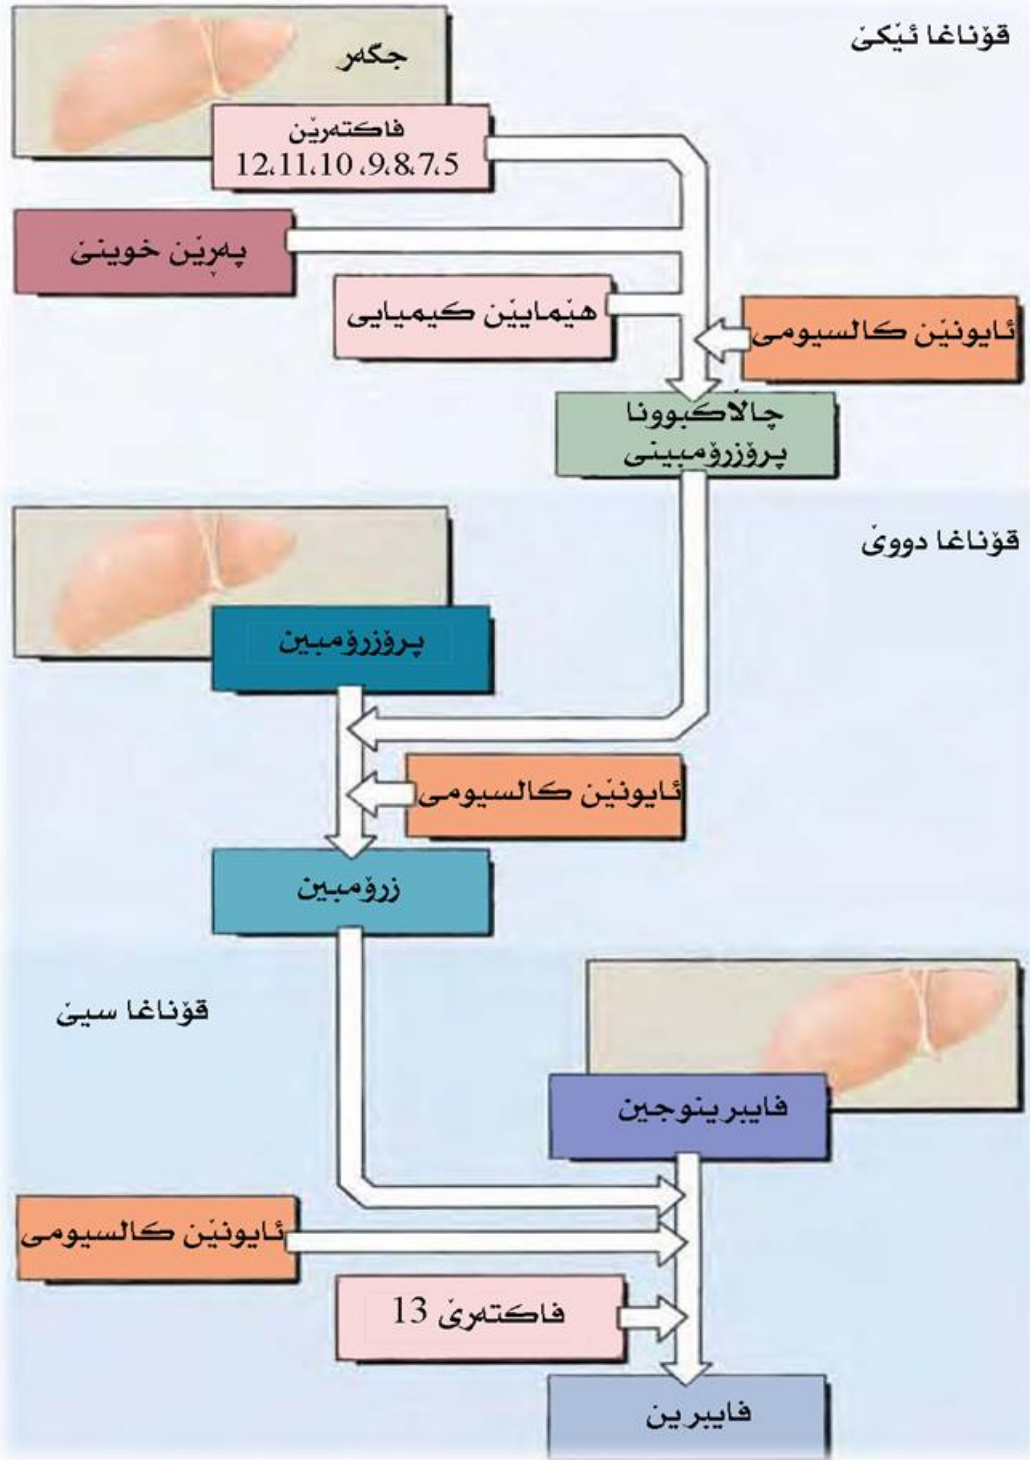 قۆناغا ئێکێ
جگەر
فاکتەرێن
12،11،10 ،9،8،7،5
پەڕێن خوینێ
هێمایێن کیمیایی
ئایونێن کالسیومی
چالاکبوونا
پرۆزرۆمبینی
قۆناغا دووێ
پرۆزرۆمبین
ئایونێن کالسیومی
زرۆمبین
قۆناغا سیێ
فایبرینوجین
ئایونێن کالسیومی
فاکتەرێ 13
فایبرین